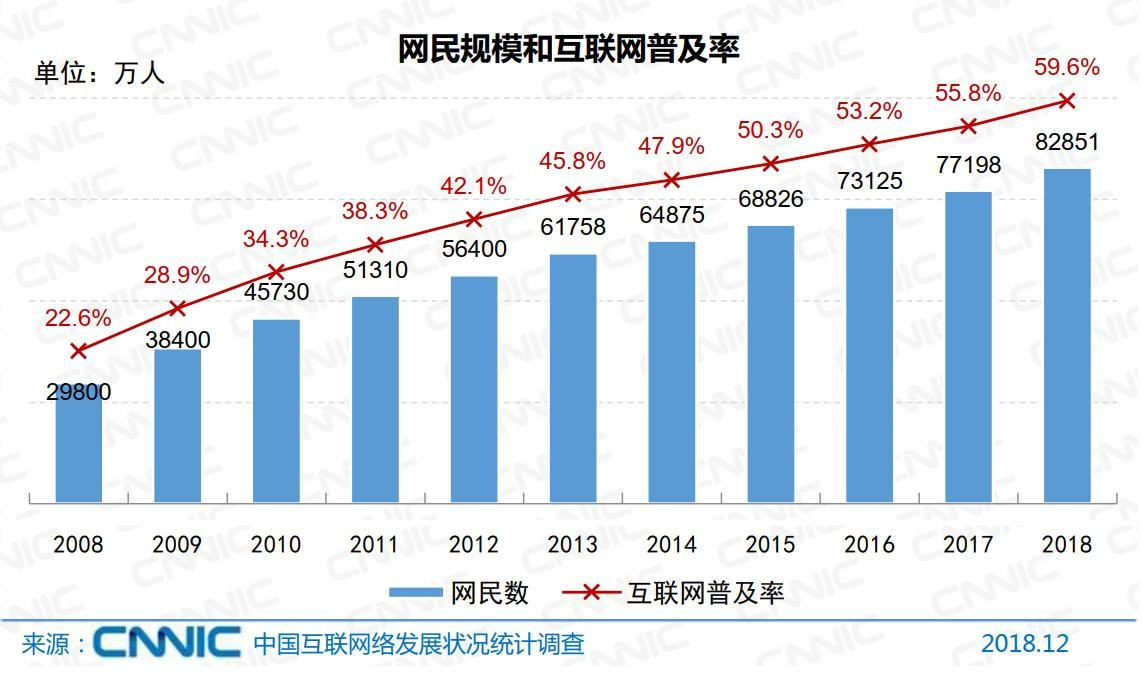 网民规模和互联网普及率
单位：万人
22.6% 28.9% 34.3% 38.3% 42.1% 45.8% 47.9% 50.3% 53.2% 55.8% 59.6%
29800 38400 45730 51310 56400 61758 64875 68826 73125 77198 82851
2008 2009 2010 2011 2012 2013 2014 2015 2016 2017 2018
网民数 互联网普及率
来源：CNNIC 中国互联网络发展状况统计调查 2018.12